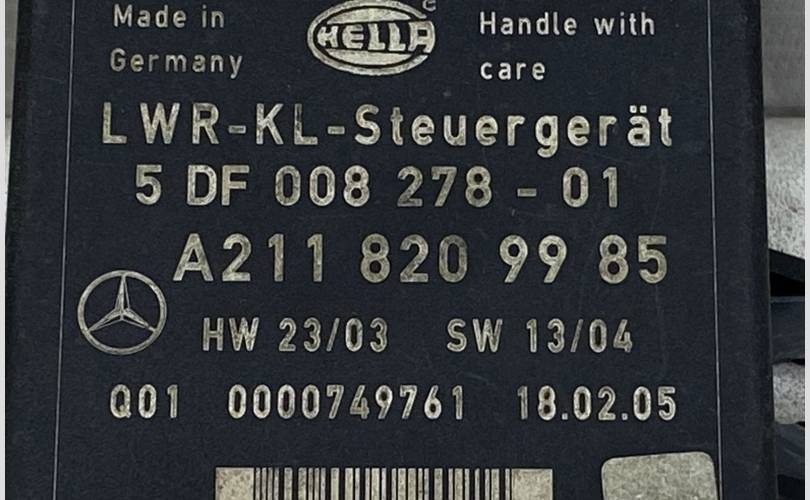 Made in Germany
HELLA
Handle with care
LWR-KL-Steuergerät
5 DF 008 278 - 01
A211 820 99 85
HW 23/03 SW 13/04
Q01 0000749761 18.02.05